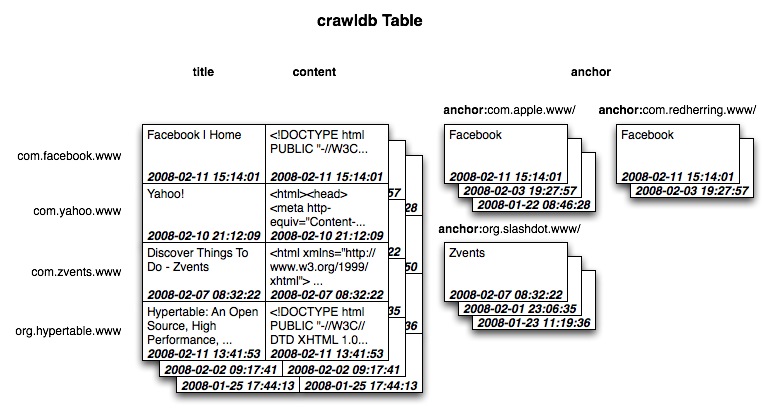 crawldb Table
title content anchor
anchor:com.apple.www/ anchor:com.redherring.www/
com.facebook.www
Facebook | Home
2008-02-11 15:14:01
<!DOCTYPE html
PUBLIC "-//W3C...
2008-02-11 15:14:01
Facebook
2008-02-11 15:14:01
2008-02-03 19:27:57
2008-01-22 08:46:28
Facebook
2008-02-11 15:14:01
2008-02-03 19:27:57
57
28
com.yahoo.www
Yahoo!
2008-02-10 21:12:09
<html><head>
<meta http-
equiv="Content-...
2008-02-10 21:12:09
anchor:org.slashdot.www/
com.zvents.www
Discover Things To
Do - Zvents
2008-02-07 08:32:22
<html xmlns="http://
www.w3.org/1999/
xhtml"> ...
2008-02-07 08:32:22
22
50
Zvents
2008-02-07 08:32:22
2008-02-01 23:06:35
2008-01-23 11:19:36
org.hypertable.www
Hypertable: An Open
Source, High
Performance, ...
2008-02-11 13:41:53
<!DOCTYPE html
PUBLIC "-//W3C//
DTD XHTML 1.0...
2008-02-11 13:41:53
35
36
2008-02-02 09:17:41 2008-02-02 09:17:41
2008-01-25 17:44:13 2008-01-25 17:44:13